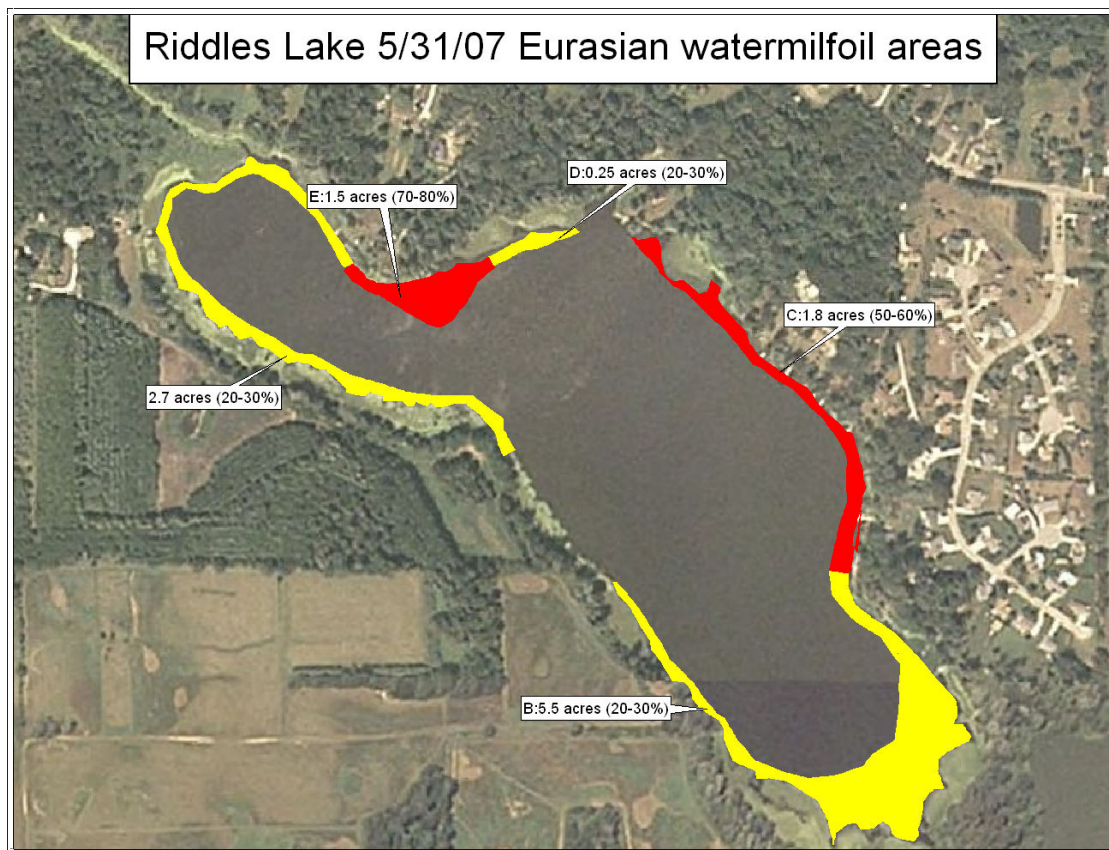 Riddles Lake 5/31/07 Eurasian watermilfoil areas
D:0.25 acres (20-30%)
E:1.5 acres (70-80%)
C:1.8 acres (50-60%)
2.7 acres (20-30%)
B:5.5 acres (20-30%)